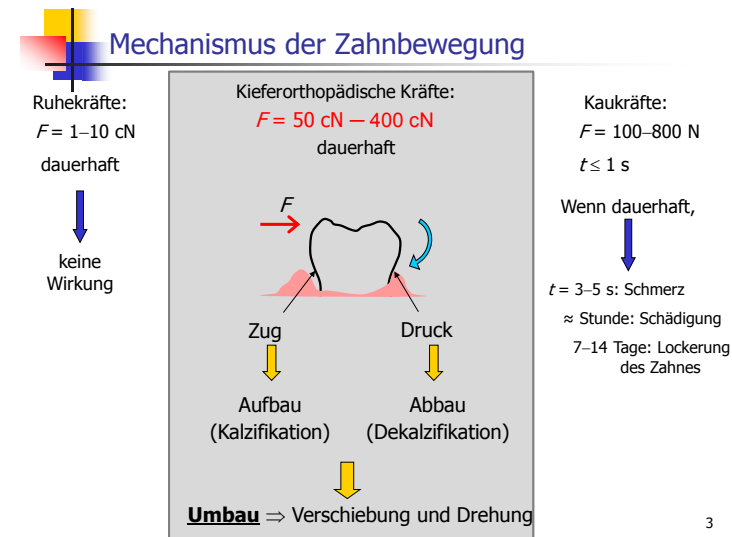 Mechanismus der Zahnbewegung
Ruhekräfte:
F = 1–10 cN
dauerhaft
keine
Wirkung
Kieferorthopädische Kräfte:
F = 50 cN — 400 cN
dauerhaft
F
Zug
Druck
Aufbau
(Kalzifikation)
Abbau
(Dekalzifikation)
Umbau ⇒ Verschiebung und Drehung
Kaukräfte:
F = 100–800 N
t ≤ 1 s
Wenn dauerhaft,
t = 3–5 s: Schmerz
≈ Stunde: Schädigung
7–14 Tage: Lockerung
des Zahnes
3